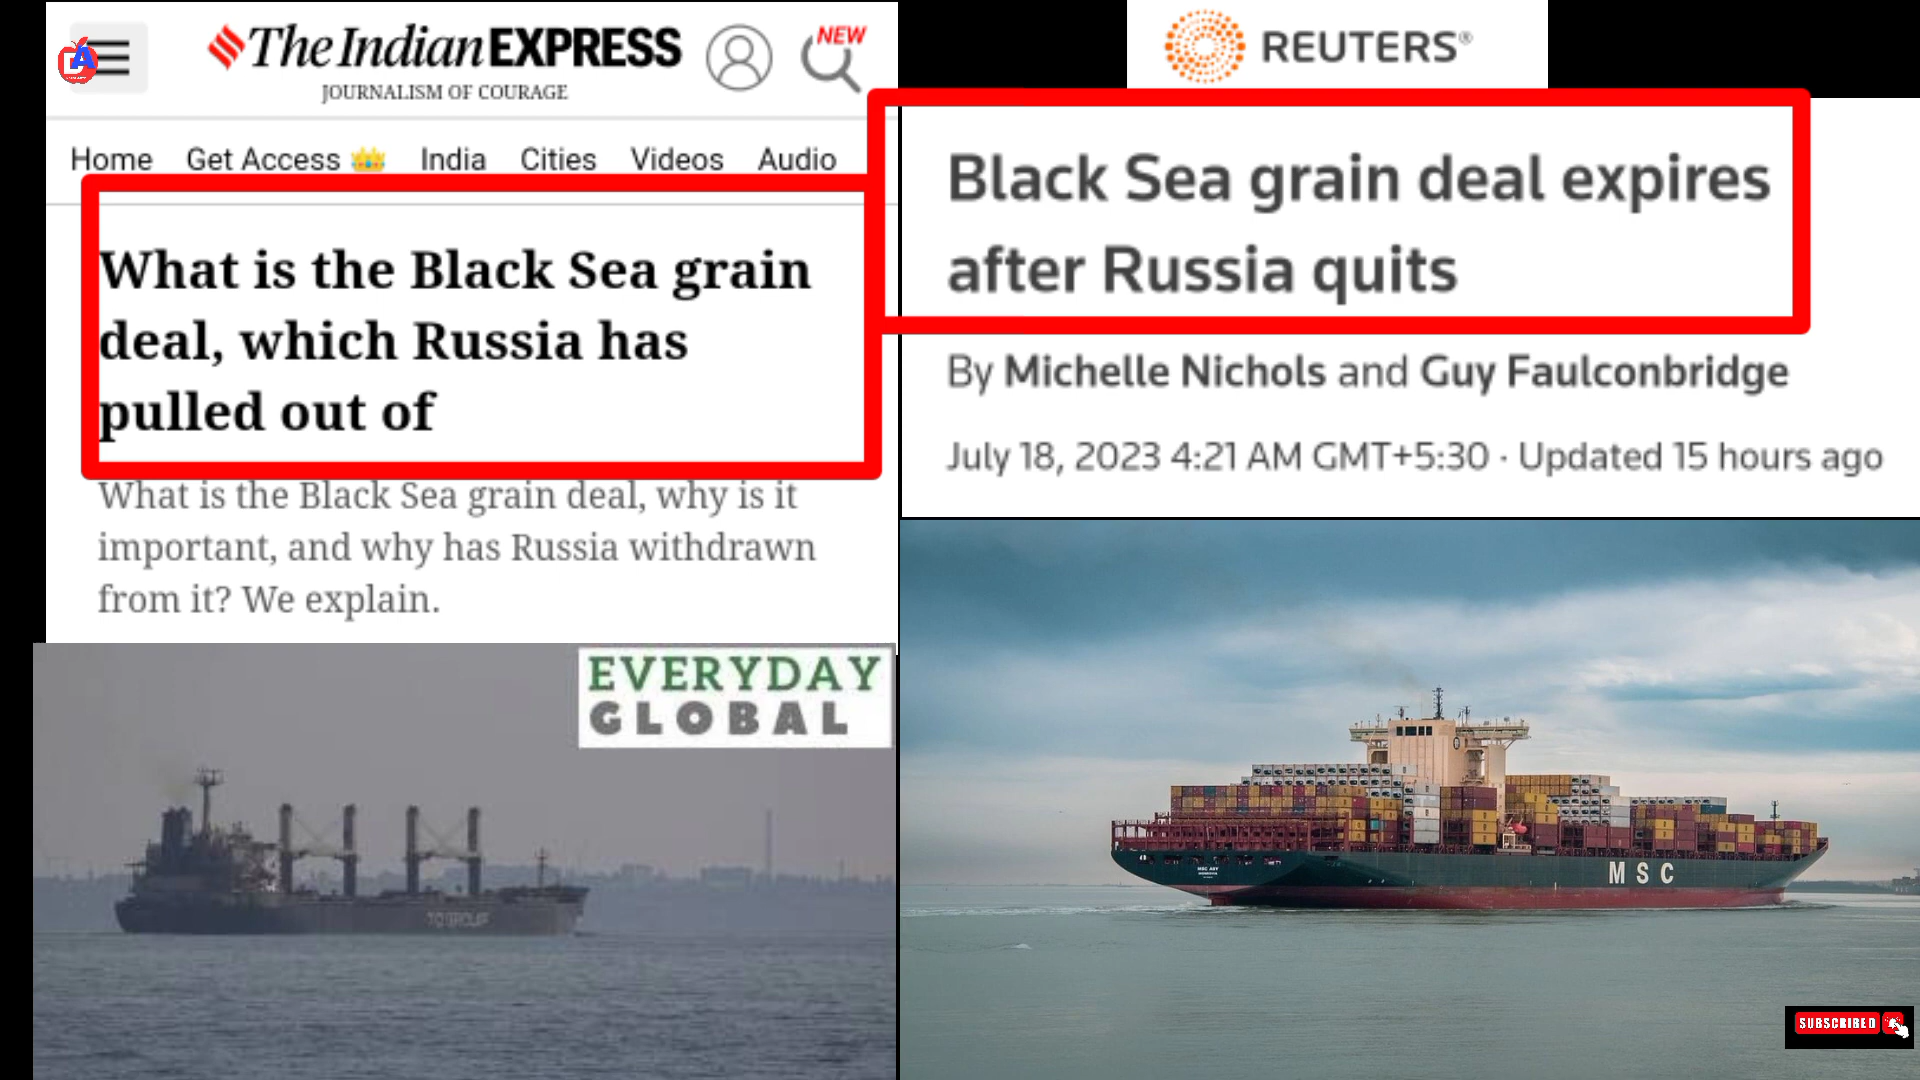 DA
The Indian EXPRESS
JOURNALISM OF COURAGE
NEW
Home Get Access India Cities Videos Audio
What is the Black Sea grain
deal, which Russia has
pulled out of
What is the Black Sea grain deal, why is it
important, and why has Russia withdrawn
from it? We explain.
EVERYDAY
GLOBAL
REUTERS®
Black Sea grain deal expires
after Russia quits
By Michelle Nichols and Guy Faulconbridge
July 18, 2023 4:21 AM GMT+5:30 · Updated 15 hours ago
MSC
SUBSCRIBED